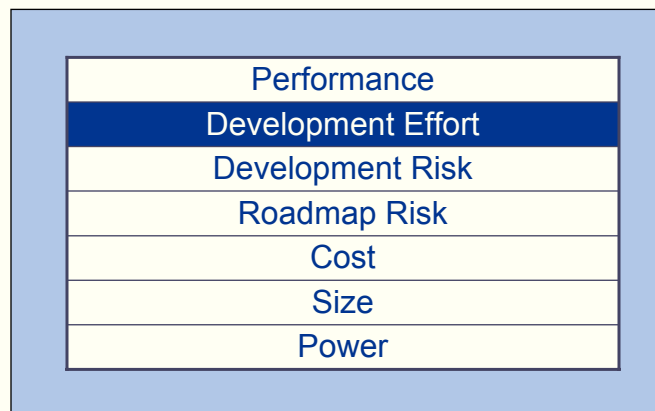 Performance
Development Effort
Development Risk
Roadmap Risk
Cost
Size
Power